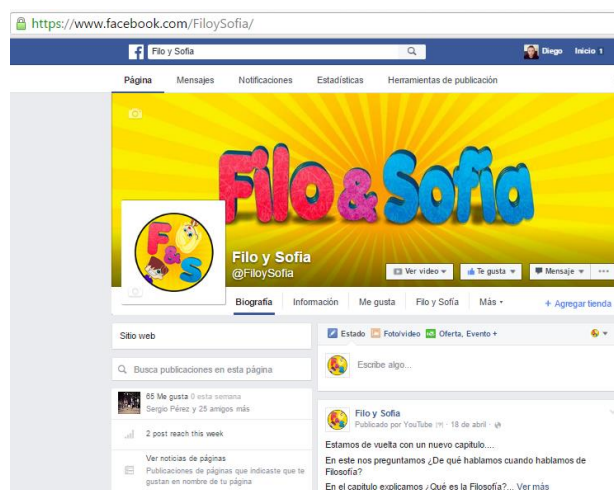 https://www.facebook.com/FiloySofia/
Filo y Sofia
Diego Inicio 1
Página Mensajes Notificaciones Estadísticas Herramientas de publicación
Filo & Sofia
F & S
Filo y Sofia
@FiloySofia
Ver video Te gusta Mensaje
Biografía Información Me gusta Filo y Sofía Más + Agregar tienda
Sitio web
Busca publicaciones en esta página
65 Me gusta 0 esta semana
Sergio Pérez y 25 amigos más
2 post reach this week
Ver noticias de páginas
Publicaciones de páginas que indicaste que te
gustan en nombre de tu página
Estado Foto/video Oferta, Evento +
Escribe algo...
Filo y Sofia
Publicado por YouTube [?] · 18 de abril ·
Estamos de vuelta con un nuevo capitulo....
En este nos preguntamos ¿De qué hablamos cuando hablamos de
Filosofía?
En el capitulo explicamos ¿Qué es la Filosofía?... Ver más